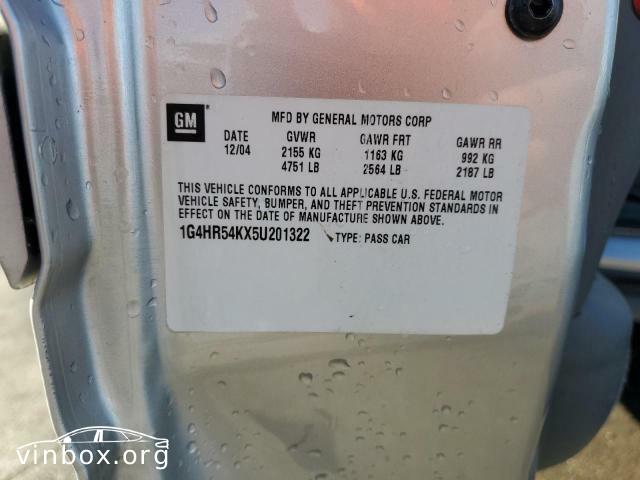 GM
MFD BY GENERAL MOTORS CORP
DATE GVWR GAWR FRT GAWR RR
12/04 2155 KG 1163 KG 992 KG
4751 LB 2564 LB 2187 LB
THIS VEHICLE CONFORMS TO ALL APPLICABLE U.S. FEDERAL MOTOR
VEHICLE SAFETY, BUMPER, AND THEFT PREVENTION STANDARDS IN
EFFECT ON THE DATE OF MANUFACTURE SHOWN ABOVE.
1G4HR54KX5U201322 TYPE: PASS CAR
vinbox.org